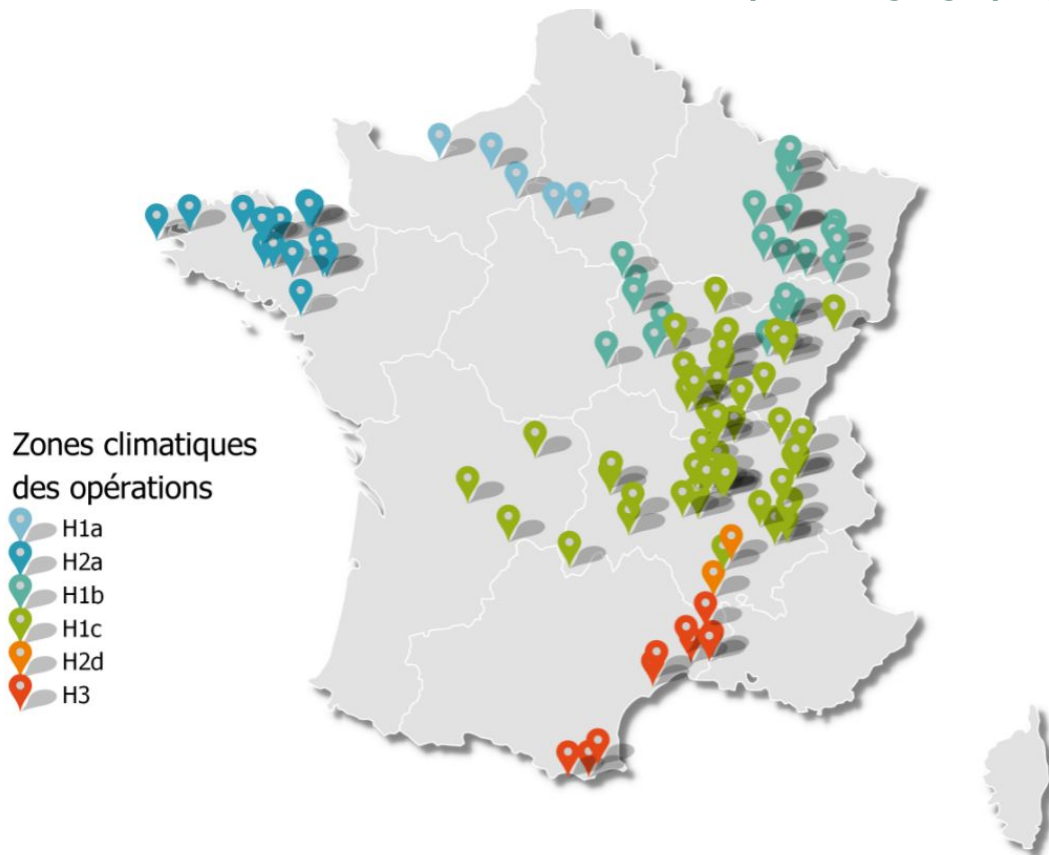 Zones climatiques
des opérations
H1a
H2a
H1b
H1c
H2d
H3